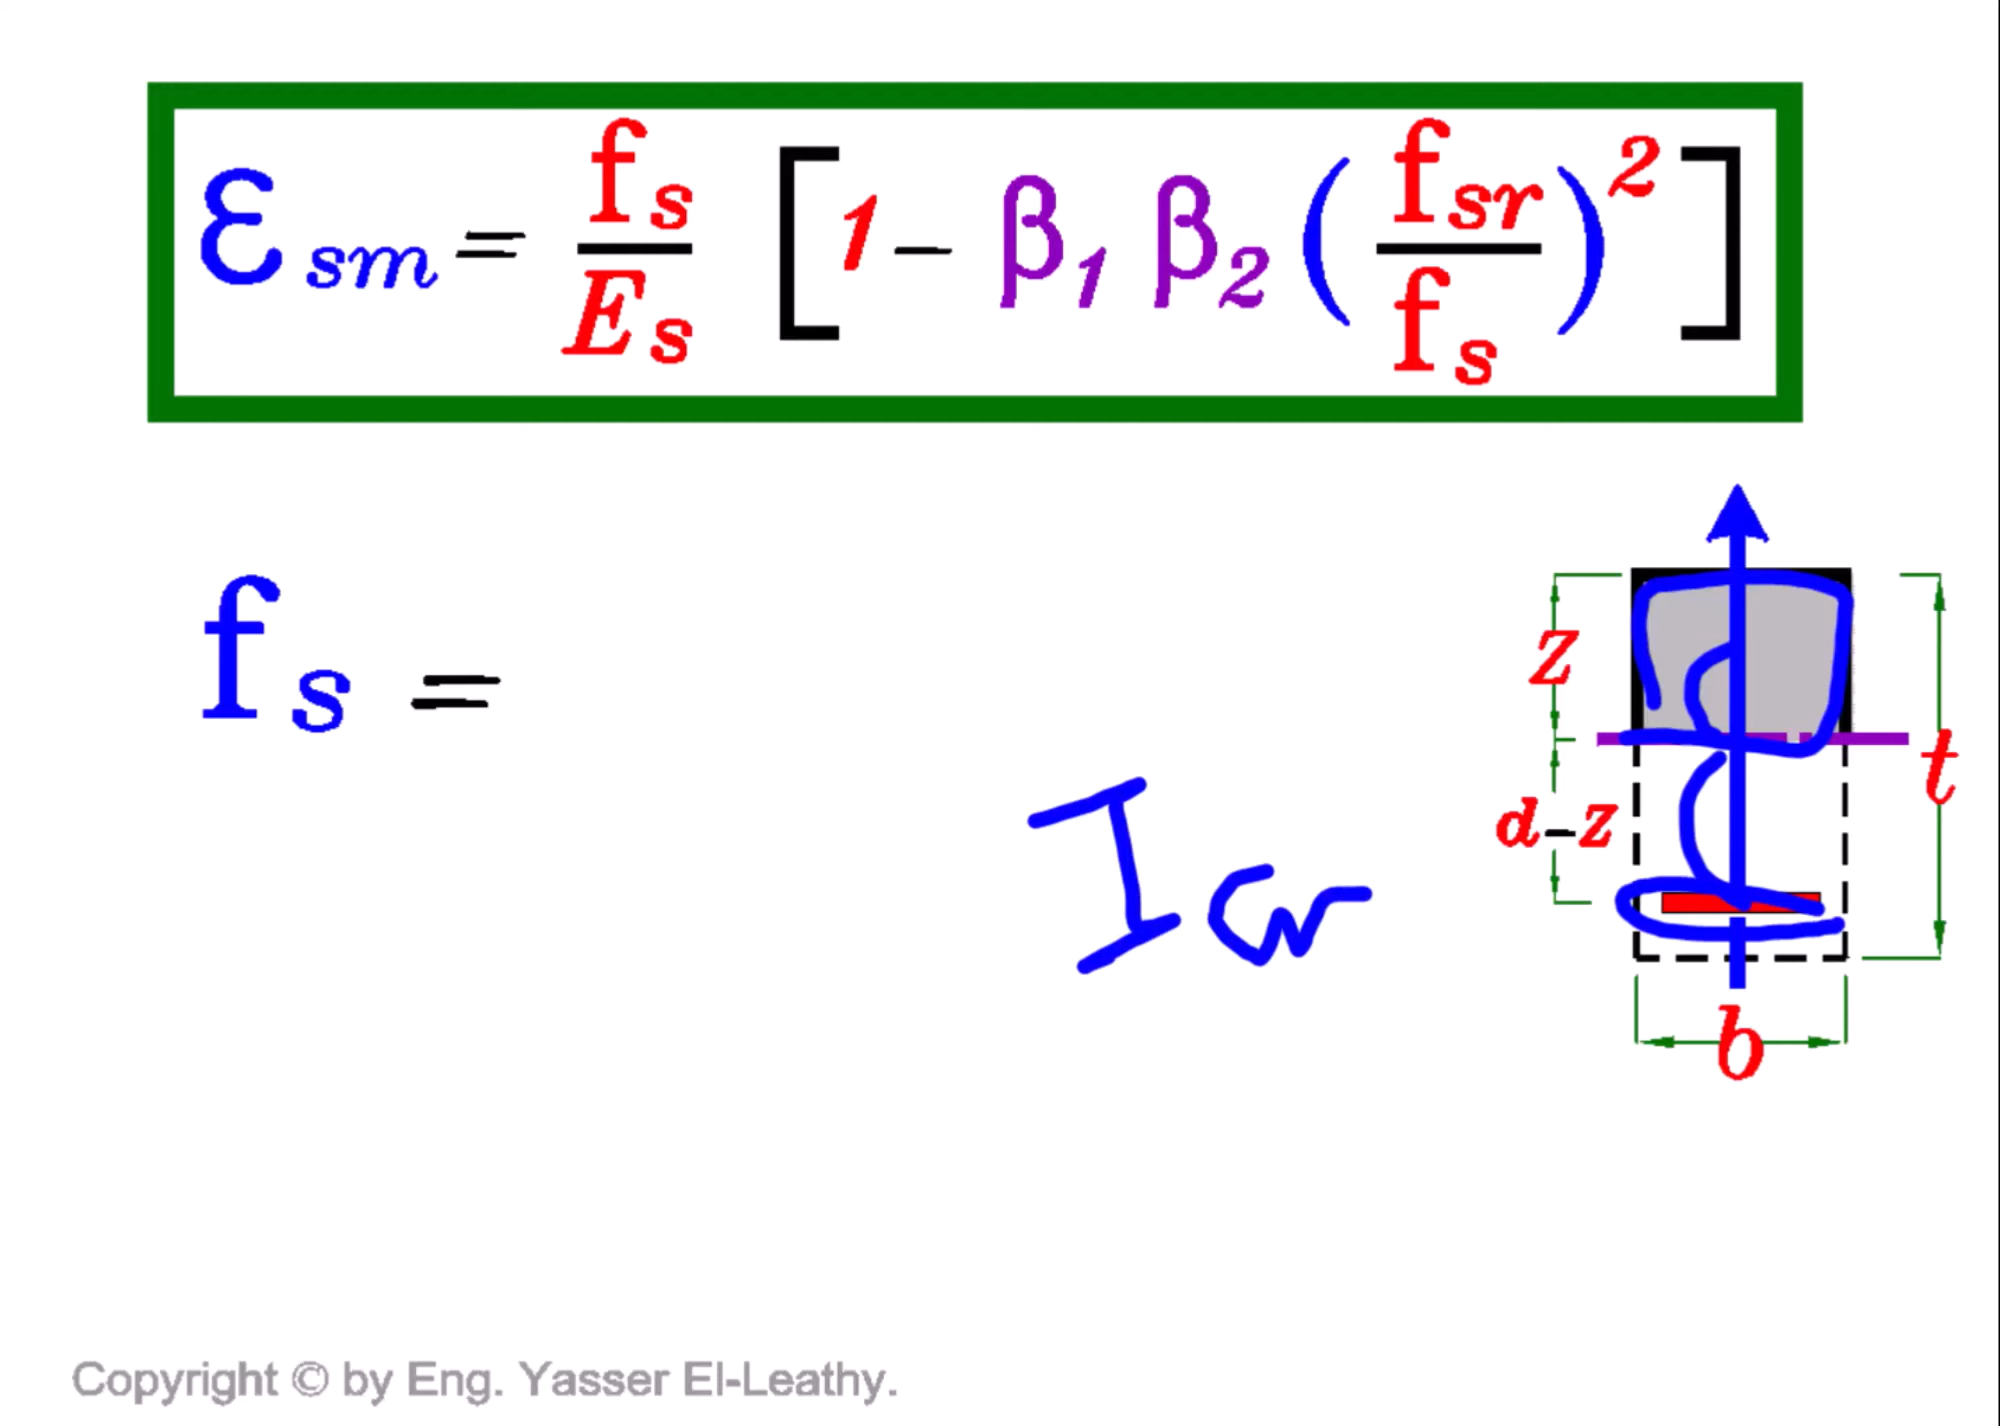 εsm = fs/Es [1 - β1 β2 (fsr/fs)^2]
fs =
z
t
d-z
Icr
b
Copyright © by Eng. Yasser El-Leathy.